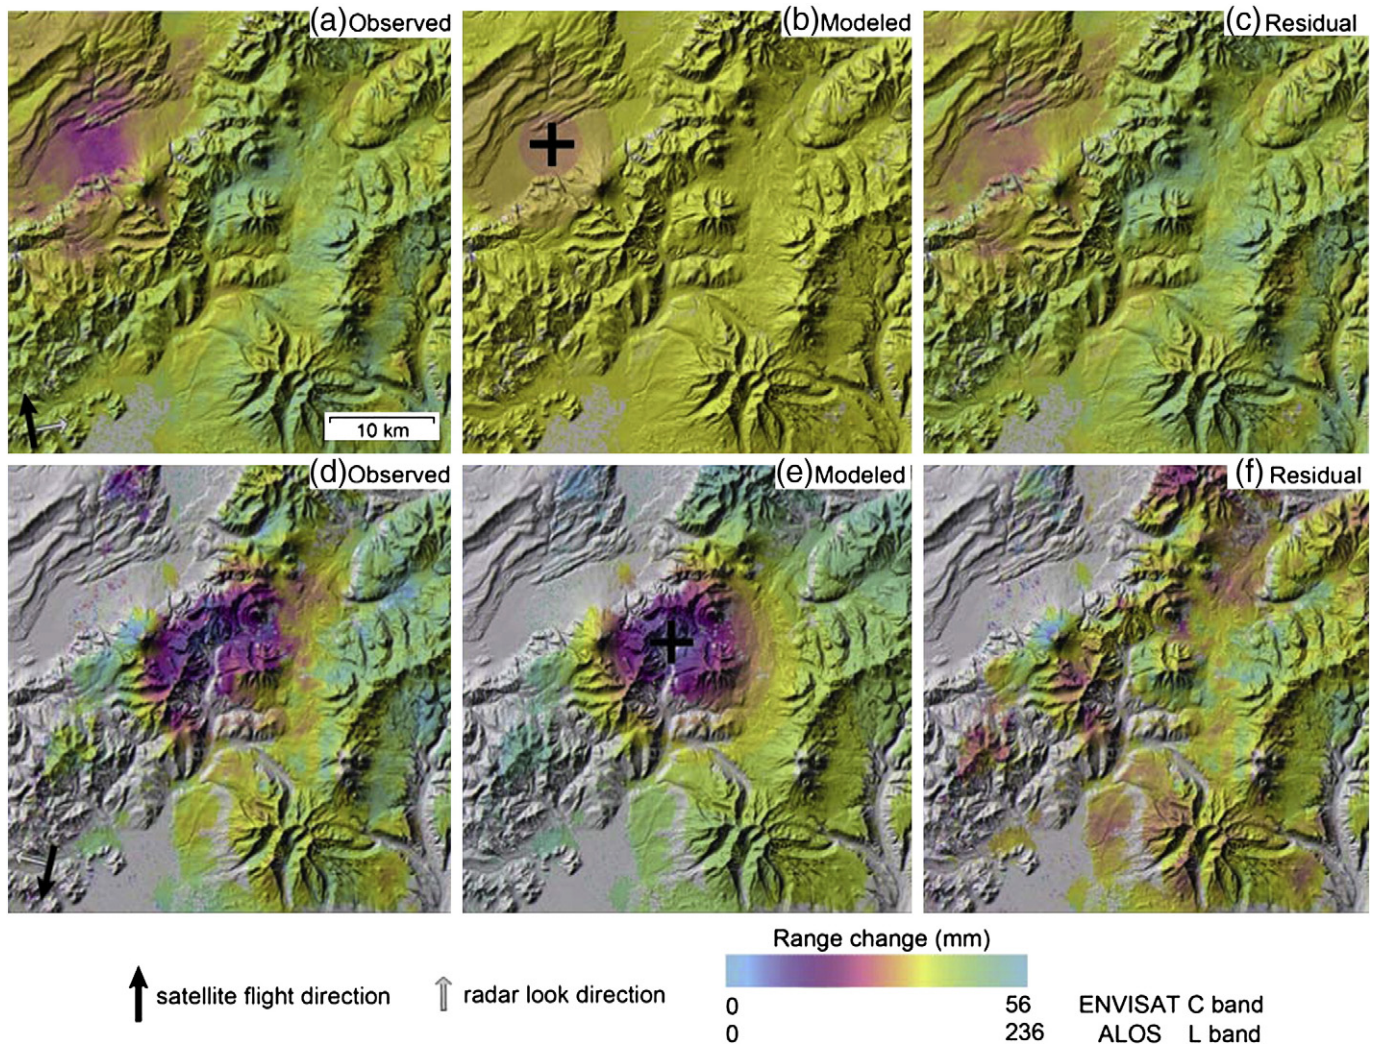 (a) Observed
(b) Modeled
(c) Residual
10 km
(d) Observed
(e) Modeled
(f) Residual
Range change (mm)
satellite flight direction
radar look direction
0 56 ENVISAT C band
0 236 ALOS L band